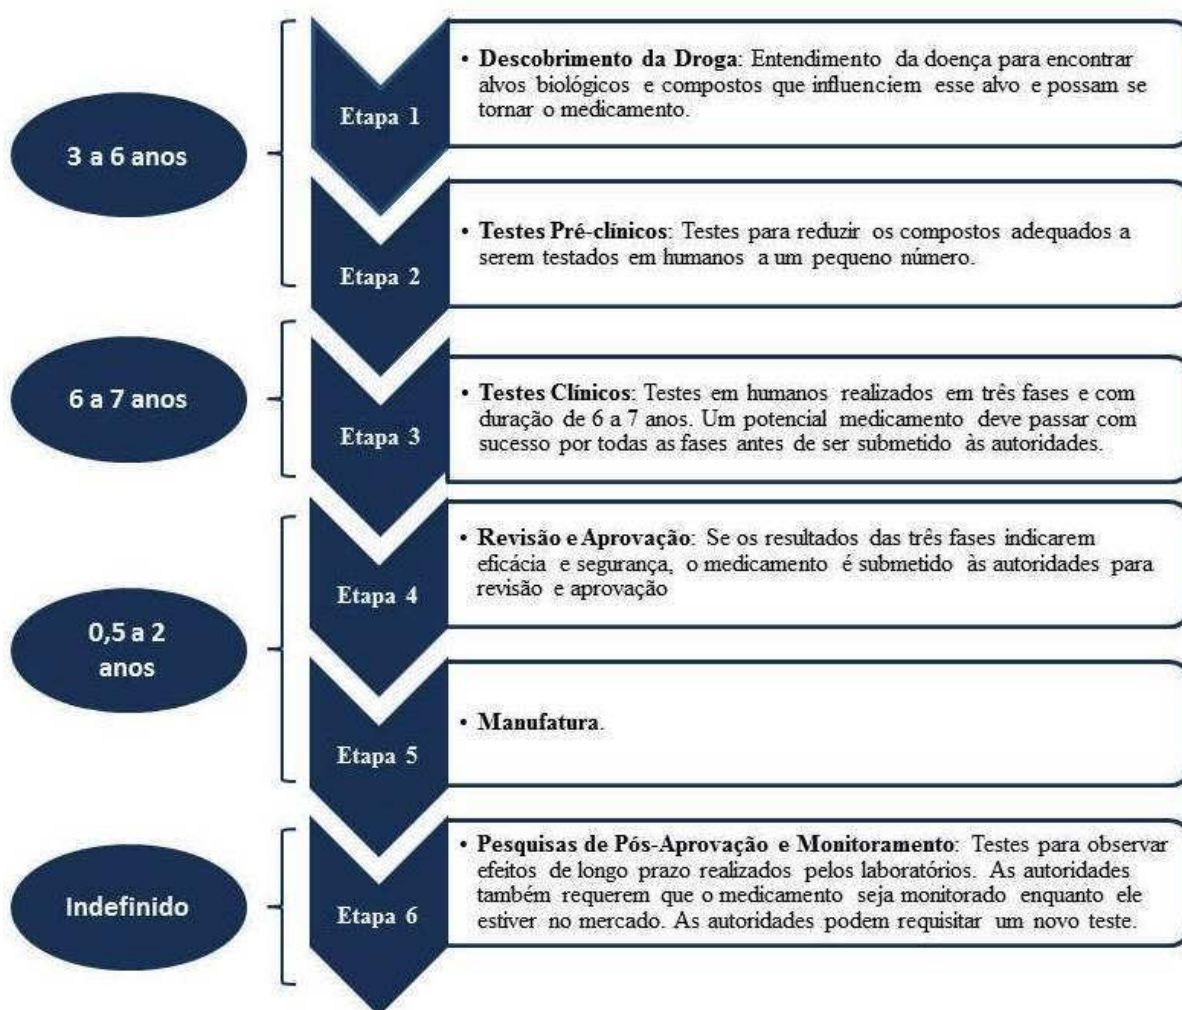 3 a 6 anos
Etapa 1
• Descobrimento da Droga: Entendimento da doença para encontrar
alvos biológicos e compostos que influenciem esse alvo e possam se
tornar o medicamento.
Etapa 2
• Testes Pré-clínicos: Testes para reduzir os compostos adequados a
serem testados em humanos a um pequeno número.
6 a 7 anos
Etapa 3
• Testes Clínicos: Testes em humanos realizados em três fases e com
duração de 6 a 7 anos. Um potencial medicamento deve passar com
sucesso por todas as fases antes de ser submetido às autoridades.
0,5 a 2
anos
Etapa 4
• Revisão e Aprovação: Se os resultados das três fases indicarem
eficácia e segurança, o medicamento é submetido às autoridades para
revisão e aprovação
Etapa 5
• Manufatura.
Indefinido
Etapa 6
• Pesquisas de Pós-Aprovação e Monitoramento: Testes para observar
efeitos de longo prazo realizados pelos laboratórios. As autoridades
também requerem que o medicamento seja monitorado enquanto ele
estiver no mercado. As autoridades podem requisitar um novo teste.